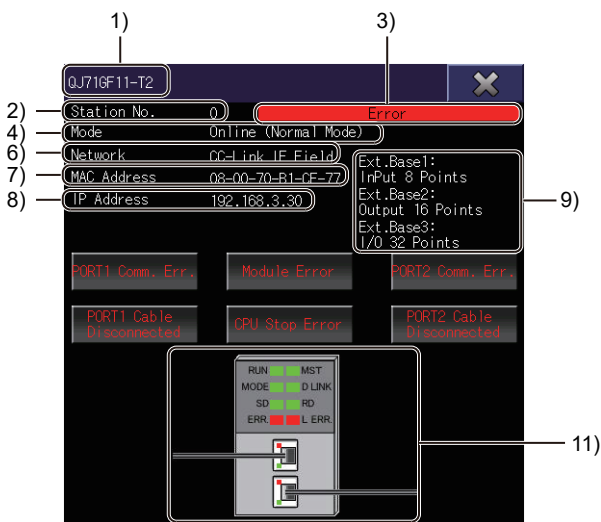 1)
3)
QJ71GF11-T2
2) Station No. 0 Error
4) Mode Online (Normal Mode)
6) Network CC-Link IE Field
7) MAC Address 08-00-70-B1-CF-77
8) IP Address 192.168.3.30
Ext.Base1:
InPut 8 Points
Ext.Base2:
Output 16 Points
Ext.Base3:
I/O 32 Points
9)
PORT1 Comm. Err. Module Error PORT2 Comm. Err.
PORT1 Cable Disconnected CPU Stop Error PORT2 Cable Disconnected
RUN MST
MODE D LINK
SD RD
ERR. L ERR.
11)